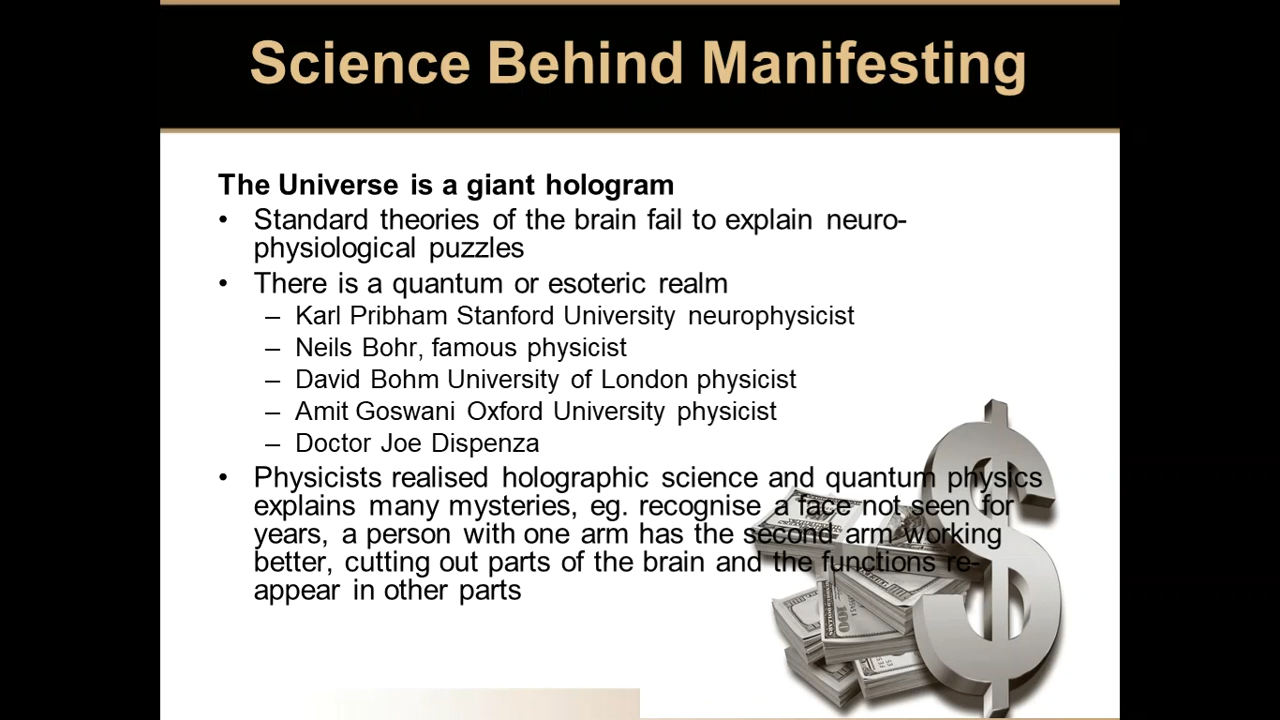 Science Behind Manifesting
The Universe is a giant hologram
• Standard theories of the brain fail to explain neuro-
physiological puzzles
• There is a quantum or esoteric realm
– Karl Pribham Stanford University neurophysicist
– Neils Bohr, famous physicist
– David Bohm University of London physicist
– Amit Goswani Oxford University physicist
– Doctor Joe Dispenza
• Physicists realised holographic science and quantum physics
explains many mysteries, eg. recognise a face not seen for
years, a person with one arm has the second arm working
better, cutting out parts of the brain and the functions re-
appear in other parts